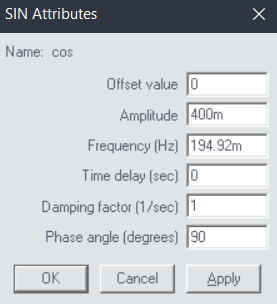 SIN Attributes
Name: cos
Offset value 0
Amplitude 400m
Frequency (Hz) 194.92m
Time delay (sec) 0
Damping factor (1/sec) 1
Phase angle (degrees) 90
OK Cancel Apply